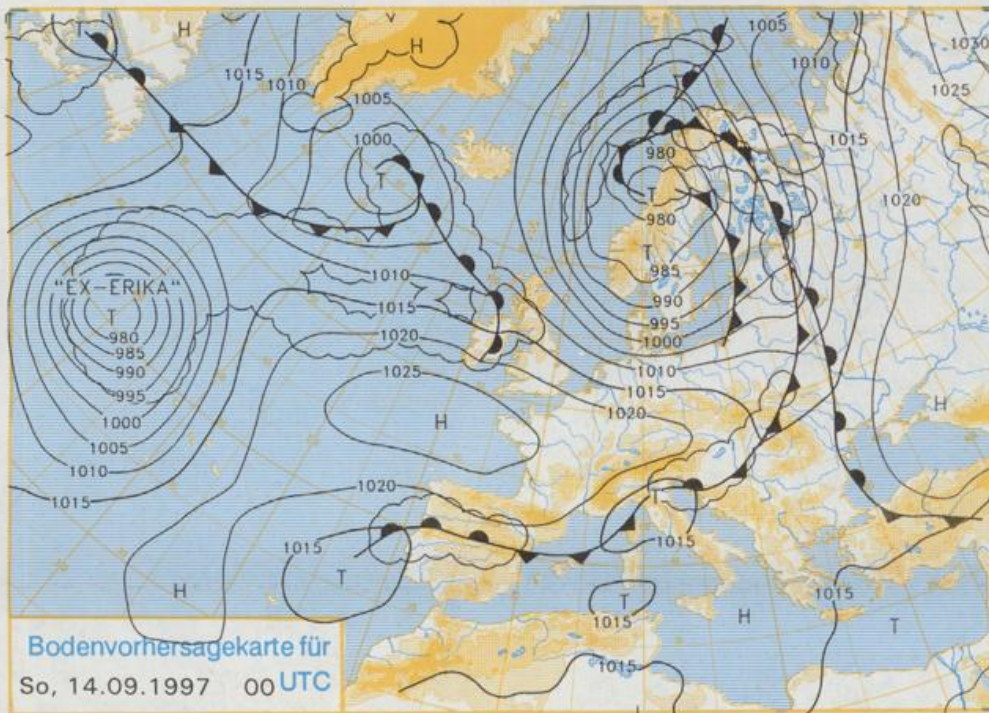 T H V H 1005 1030
1015 1010 1005 1010 1025
1000 980 1015
T T 1020
980
T
1010 985
"EX-ERIKA" 1015 990
T 995
980 1020 1000
985 1010
990 1025 1015
995 1020
1000 H H
1005
1010
1015 1020 T
1015 1015
H T T 1015
1015 H T
Bodenvorhersagekarte für
So, 14.09.1997 00 UTC
1015